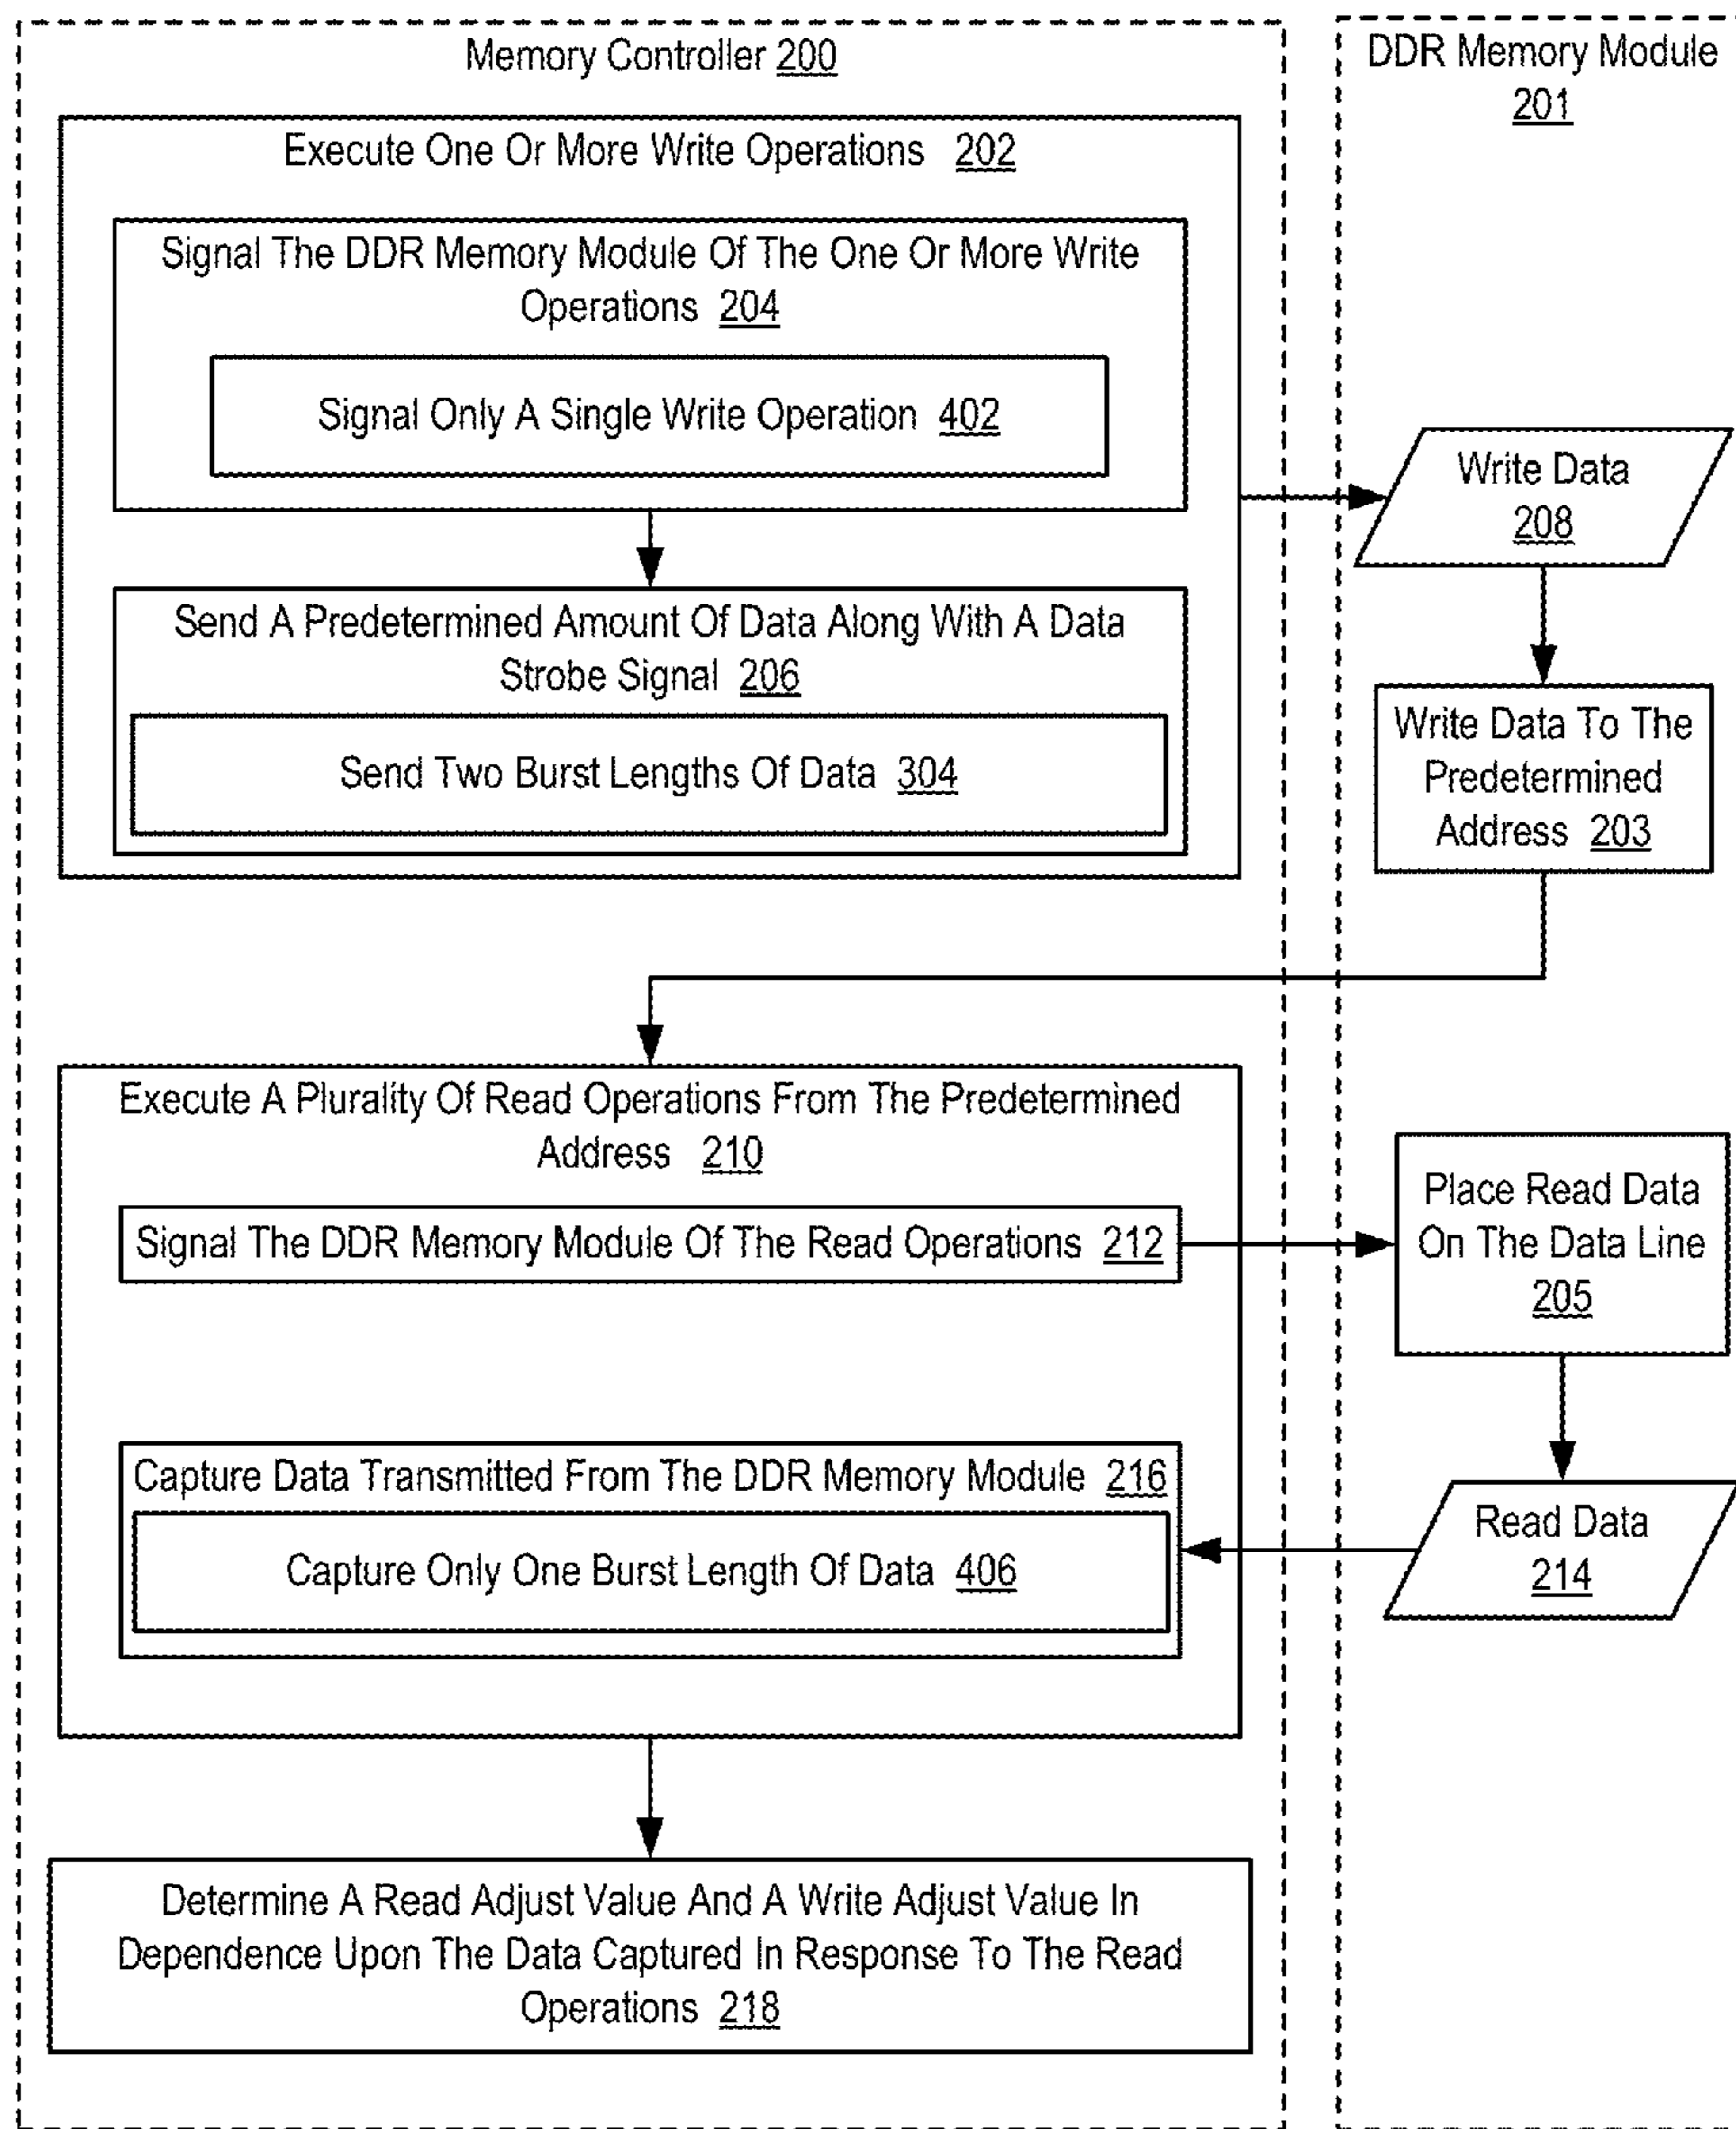 Memory Controller 200
Execute One Or More Write Operations 202
Signal The DDR Memory Module Of The One Or More Write
Operations 204
Signal Only A Single Write Operation 402
Send A Predetermined Amount Of Data Along With A Data
Strobe Signal 206
Send Two Burst Lengths Of Data 304
DDR Memory Module
201
Write Data
208
Write Data To The
Predetermined
Address 203
Execute A Plurality Of Read Operations From The Predetermined
Address 210
Signal The DDR Memory Module Of The Read Operations 212
Place Read Data
On The Data Line
205
Read Data
214
Capture Data Transmitted From The DDR Memory Module 216
Capture Only One Burst Length Of Data 406
Determine A Read Adjust Value And A Write Adjust Value In
Dependence Upon The Data Captured In Response To The Read
Operations 218